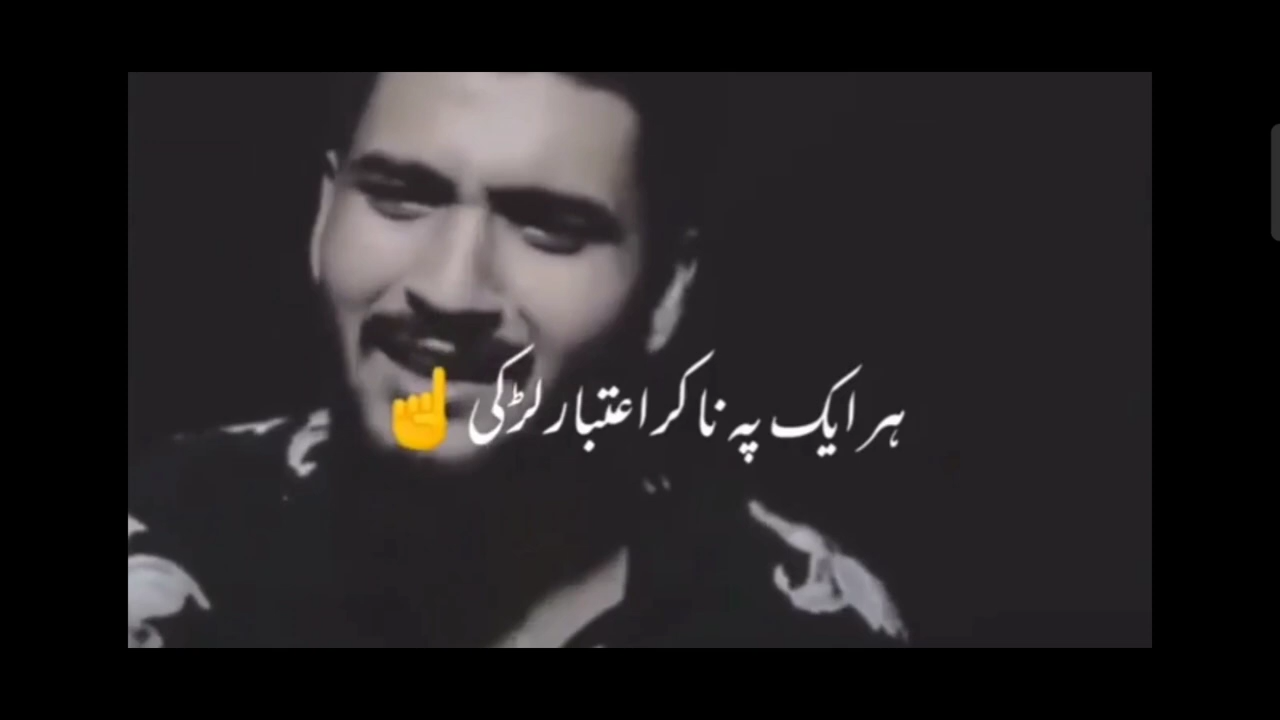 ہر ایک پہ نا کر اعتبار لڑکی ☝